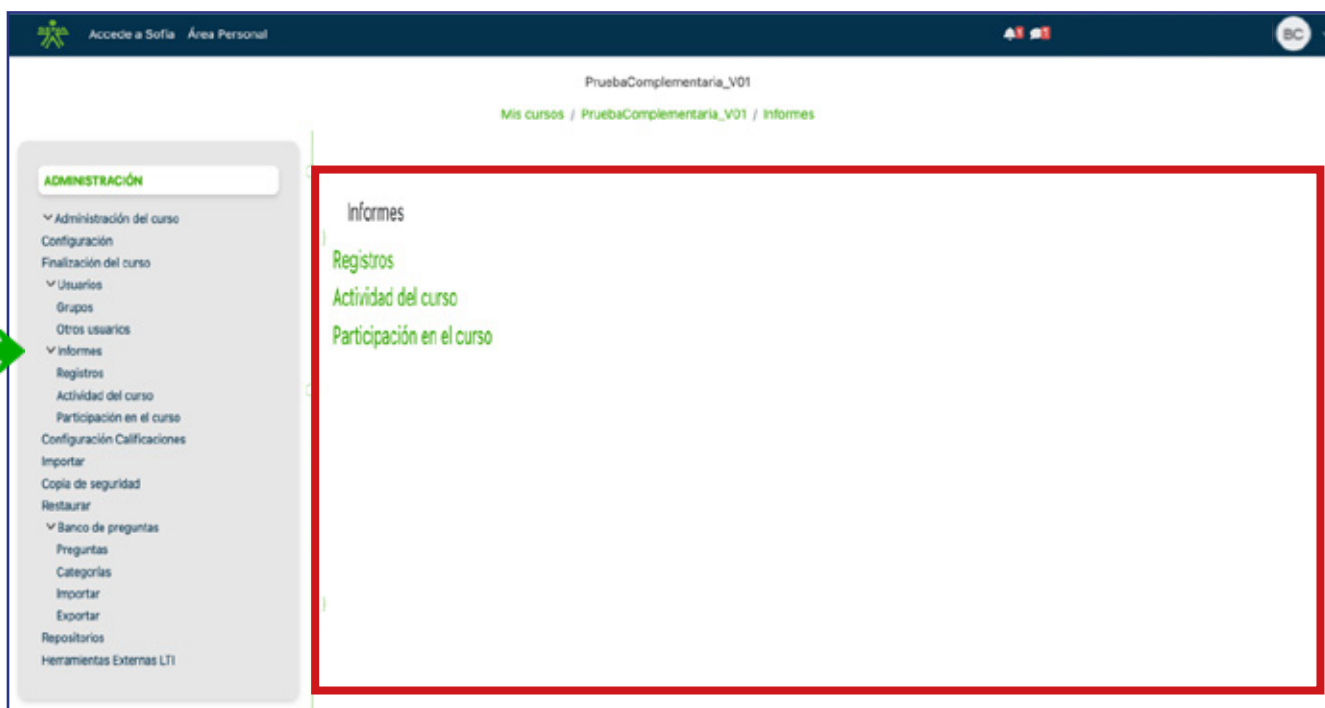 Accede a Sofía Área Personal
BC
PruebaComplementaria_V01
Mis cursos / PruebaComplementaria_V01 / Informes
ADMINISTRACIÓN
Administración del curso
Configuración
Finalización del curso
Usuarios
Grupos
Otros usuarios
Informes
Registros
Actividad del curso
Participación en el curso
Configuración Calificaciones
Importar
Copia de seguridad
Restaurar
Banco de preguntas
Preguntas
Categorías
Importar
Exportar
Repositorios
Herramientas Externas LTI
Informes
Registros
Actividad del curso
Participación en el curso